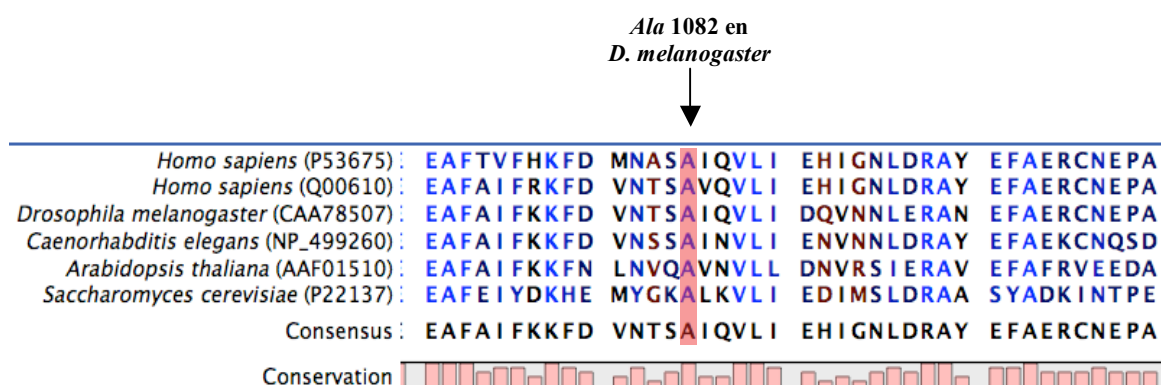 Ala 1082 en
D. melanogaster
Homo sapiens (P53675) : EAFTVFHKFD MNASAIQVLI EHIGNLDRAY EFAERCNEPA
Homo sapiens (Q00610) : EAFAIFRKFD VNTSAVQVLI EHIGNLDRAY EFAERCNEPA
Drosophila melanogaster (CAA78507) : EAFAIFKKFD VNTSAIQVLI DQVNNLERAN EFAERCNEPA
Caenorhabditis elegans (NP_499260) : EAFAIFKKFD VNSSAINVLI ENVNNLDRAY EFAEKCNQSD
Arabidopsis thaliana (AAF01510) : EAFAIFKKFN LNVQAVNVLL DNVRSIERAV EFAFRVEEDA
Saccharomyces cerevisiae (P22137) : EAFEIYDKHE MYGKALKVLI EDIMSLDRAA SYADKINTPE
Consensus : EAFAIFKKFD VNTSAIQVLI EHIGNLDRAY EFAERCNEPA
Conservation